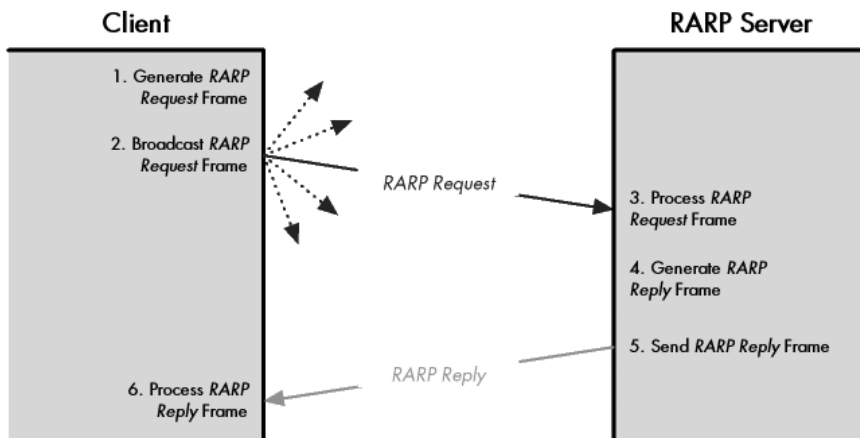 Client
RARP Server
1. Generate RARP
Request Frame
2. Broadcast RARP
Request Frame
RARP Request
3. Process RARP
Request Frame
4. Generate RARP
Reply Frame
5. Send RARP Reply Frame
RARP Reply
6. Process RARP
Reply Frame